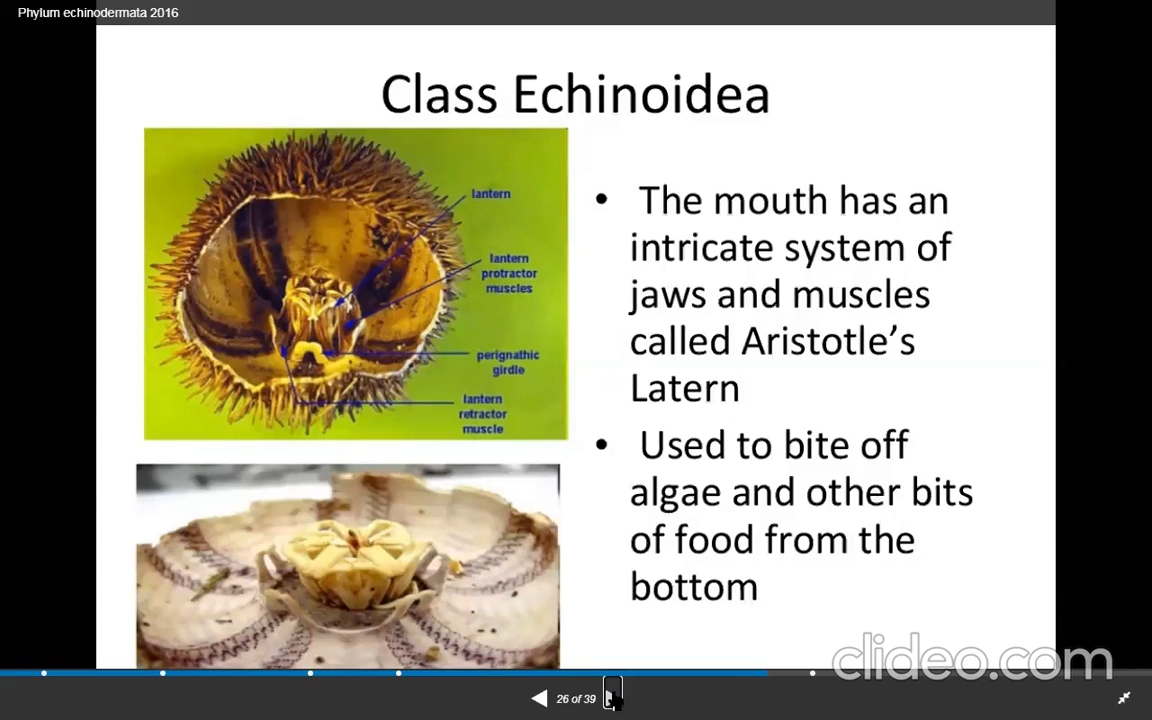 Phylum echinodermata 2016
Class Echinoidea
lantern
lantern
protractor
muscles
perignathic
girdle
lantern
retractor
muscle
• The mouth has an
intricate system of
jaws and muscles
called Aristotle’s
Latern
• Used to bite off
algae and other bits
of food from the
bottom
clideo.com
26 of 39